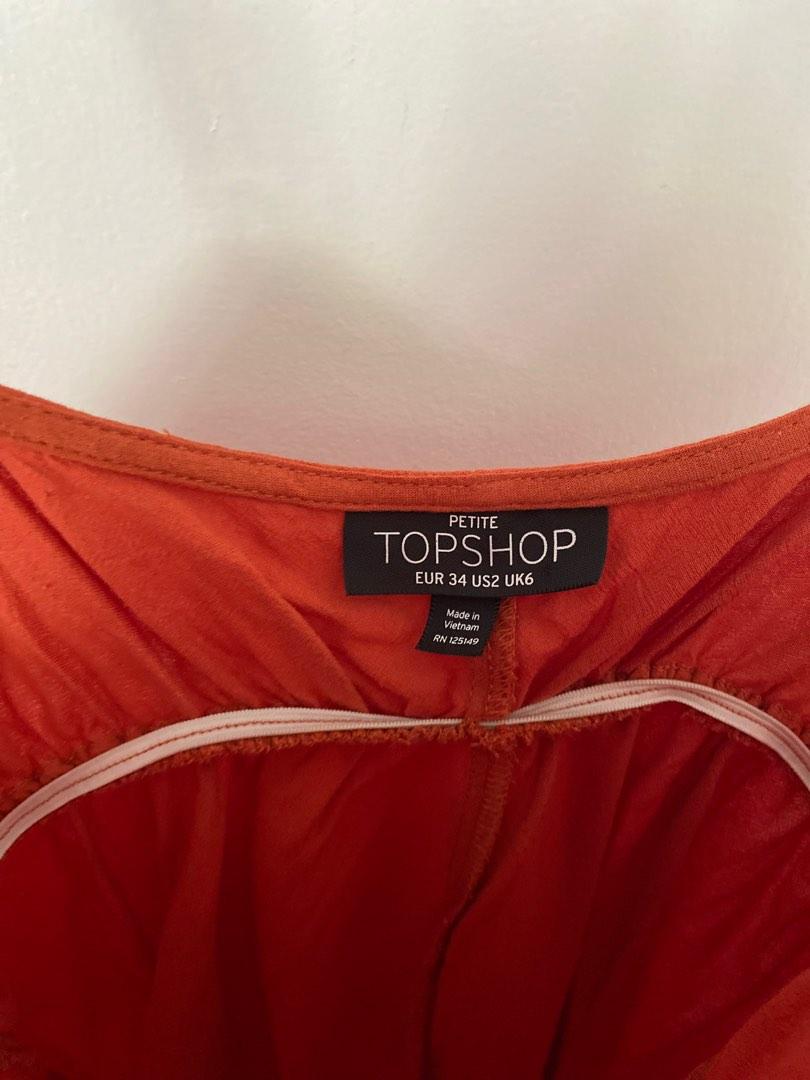 PETITE
TOPSHOP
EUR 34 US2 UK6
Made in
Vietnam
RN 125149